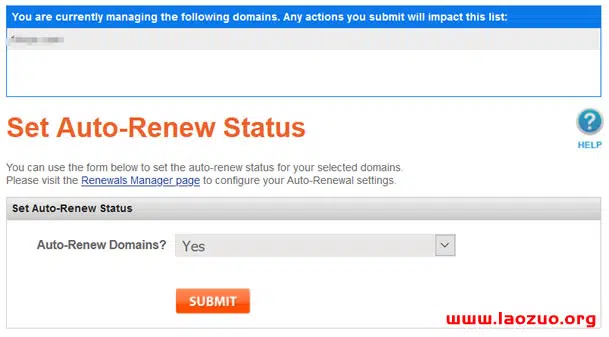 You are currently managing the following domains. Any actions you submit will impact this list:
Set Auto-Renew Status
HELP
You can use the form below to set the auto-renew status for your selected domains.
Please visit the Renewals Manager page to configure your Auto-Renewal settings.
Set Auto-Renew Status
Auto-Renew Domains? Yes
SUBMIT
www.laozuo.org